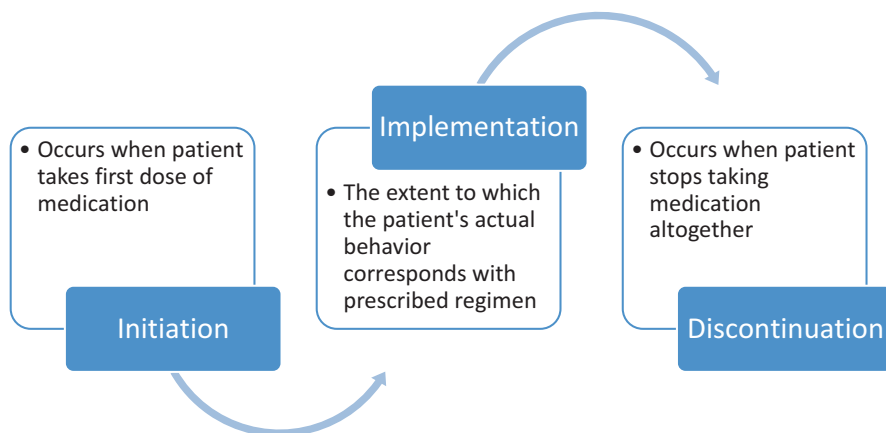 • Occurs when patient
takes first dose of
medication
Initiation
Implementation
• The extent to which
the patient's actual
behavior
corresponds with
prescribed regimen
• Occurs when patient
stops taking
medication
altogether
Discontinuation